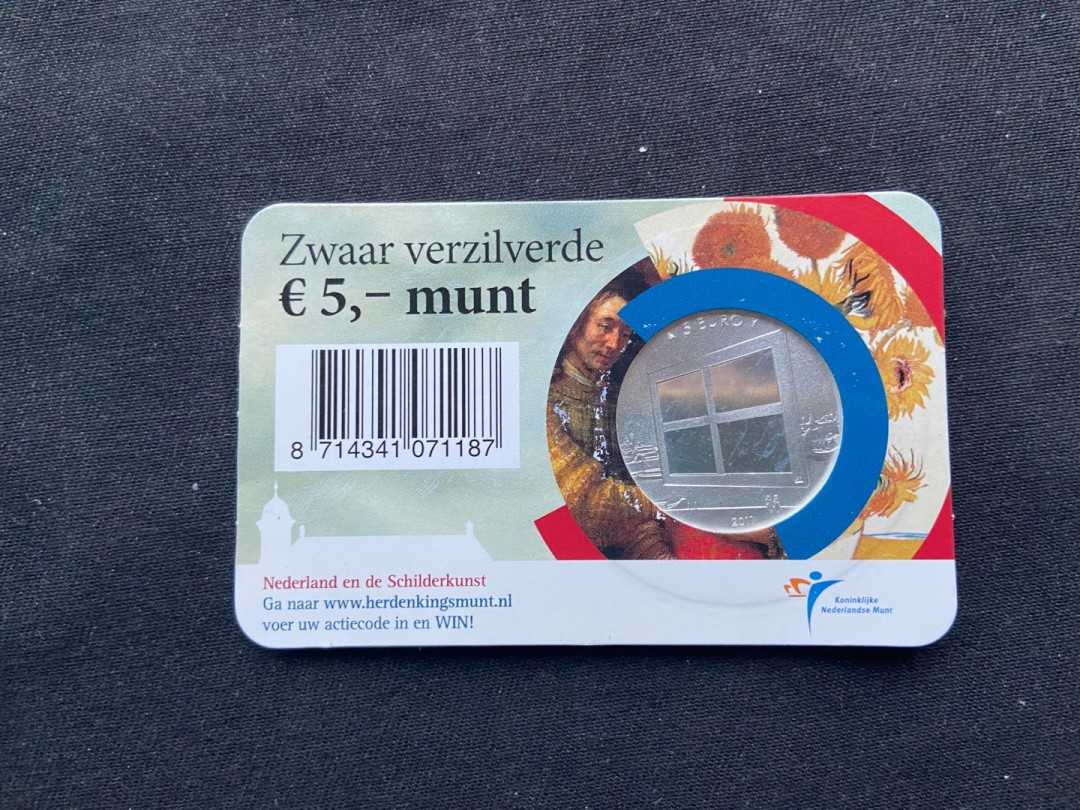 Zwaar verzilverde
€ 5,– munt
8 714341 071187
5 EURO
2011
Nederland en de Schilderkunst
Ga naar www.herdenkingsmunt.nl
voer uw actiecode in en WIN!
Koninklijke
Nederlandse Munt